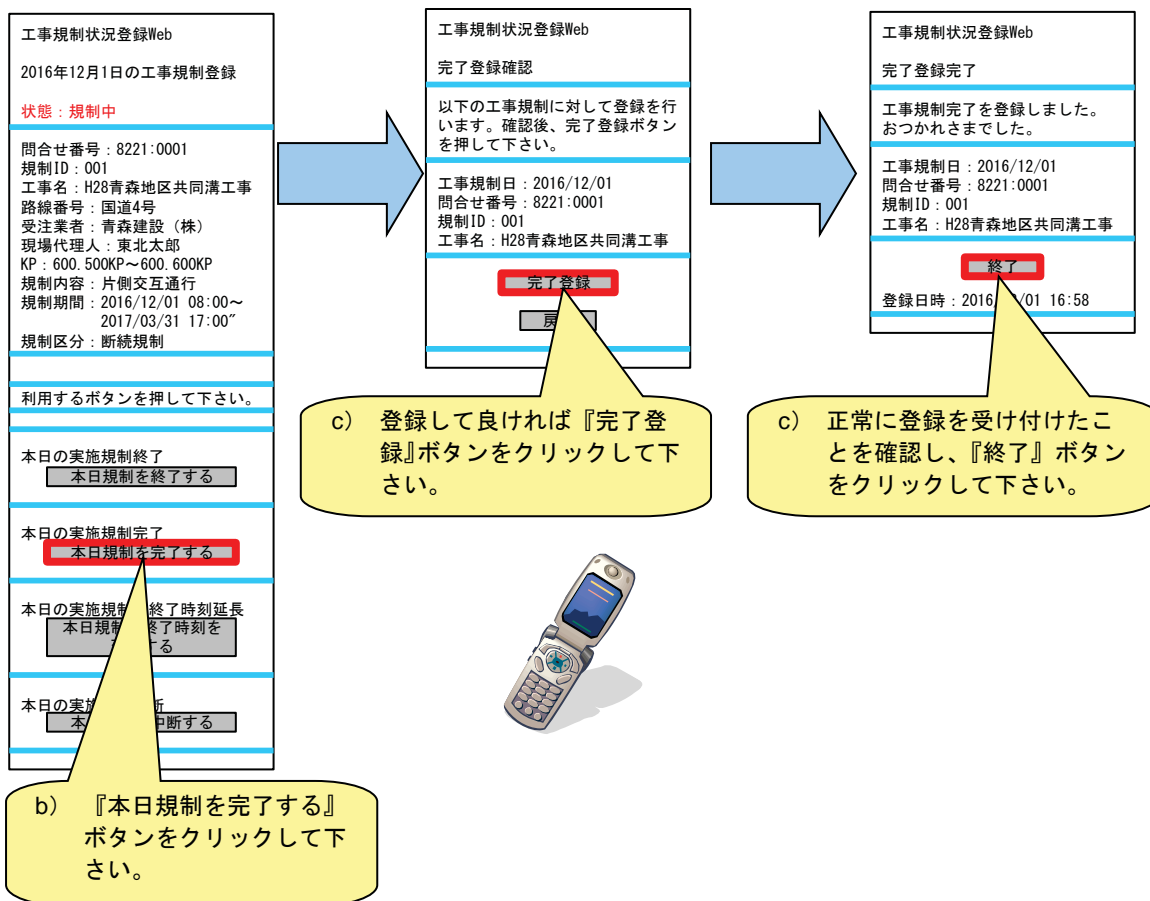 工事規制状況登録Web
2016年12月1日の工事規制登録
状態：規制中
問合せ番号：8221:0001
規制ID：001
工事名：H28青森地区共同溝工事
路線番号：国道4号
受注業者：青森建設（株）
現場代理人：東北太郎
KP：600.500KP～600.600KP
規制内容：片側交互通行
規制期間：2016/12/01 08:00～
2017/03/31 17:00″
規制区分：断続規制
利用するボタンを押して下さい。
本日の実施規制終了
本日規制を終了する
本日の実施規制完了
本日規制を完了する
本日の実施規制 終了時刻延長
本日規制 終了時刻を
する
本日の実施 断
本 中断する
b） 『本日規制を完了する』
ボタンをクリックして下
さい。
工事規制状況登録Web
完了登録確認
以下の工事規制に対して登録を行
います。確認後、完了登録ボタン
を押して下さい。
工事規制日：2016/12/01
問合せ番号：8221:0001
規制ID：001
工事名：H28青森地区共同溝工事
完了登録
戻
c） 登録して良ければ『完了登
録』ボタンをクリックして下
さい。
工事規制状況登録Web
完了登録完了
工事規制完了を登録しました。
おつかれさまでした。
工事規制日：2016/12/01
問合せ番号：8221:0001
規制ID：001
工事名：H28青森地区共同溝工事
終了
登録日時：2016 /01 16:58
c） 正常に登録を受け付けたこ
とを確認し、『終了』ボタン
をクリックして下さい。